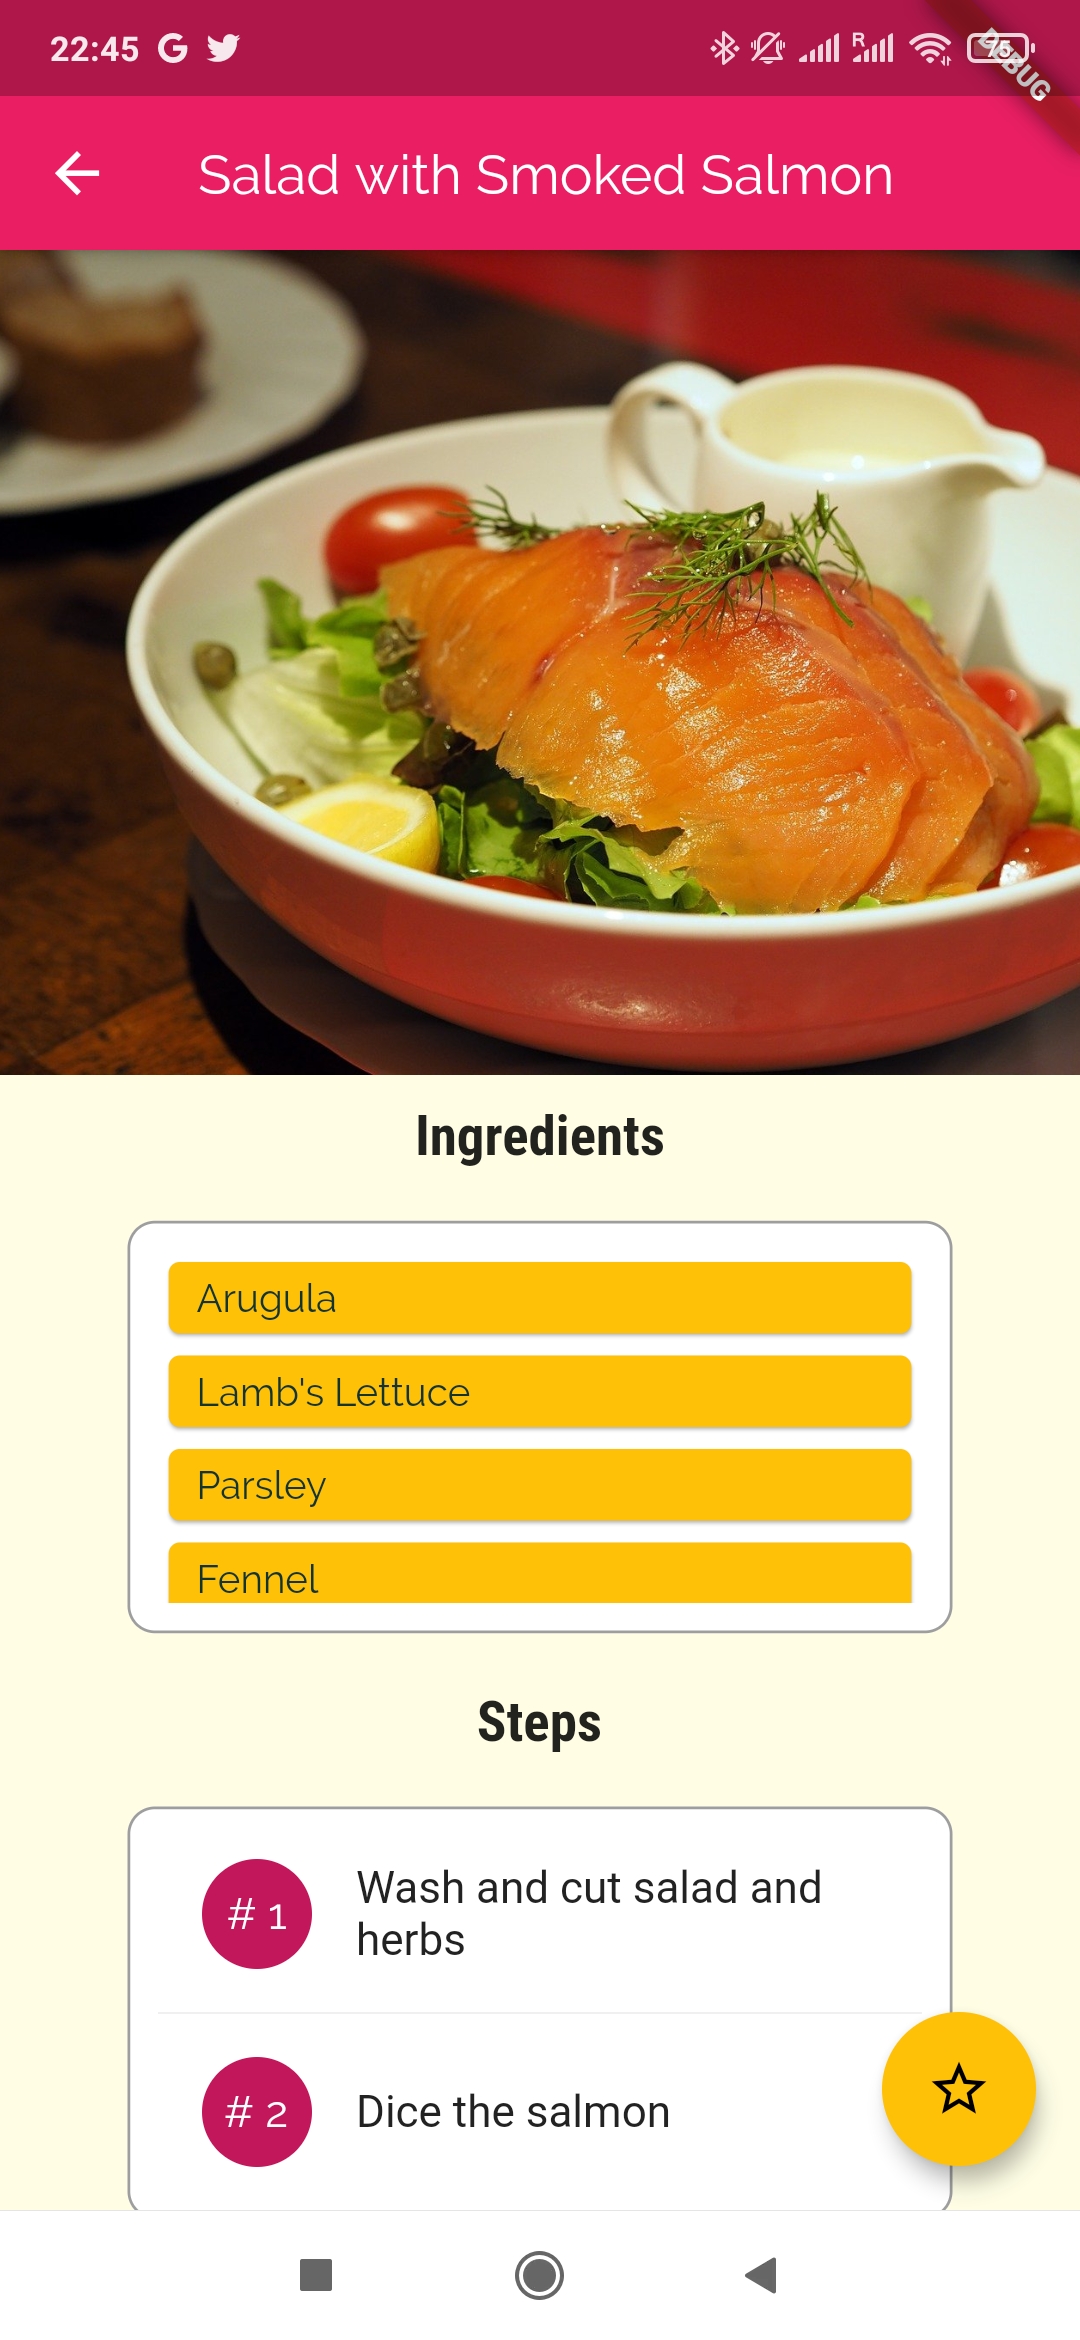 22:45
R
75
DEBUG
Salad with Smoked Salmon
Ingredients
Arugula
Lamb's Lettuce
Parsley
Fennel
Steps
# 1
Wash and cut salad and
herbs
# 2
Dice the salmon